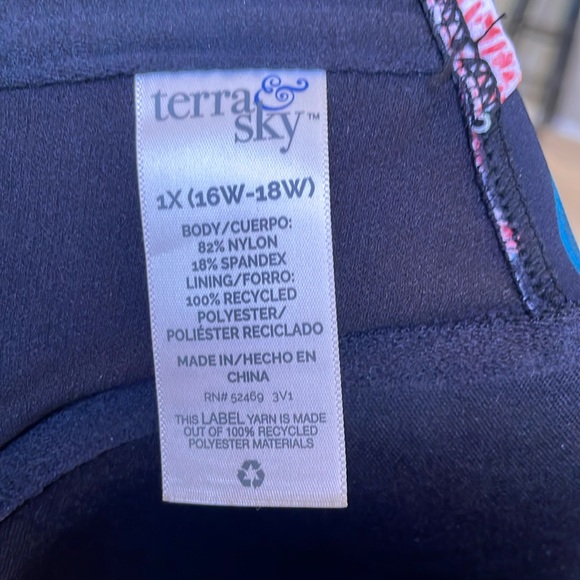 terra &
sky™
1X (16W-18W)
BODY/CUERPO:
82% NYLON
18% SPANDEX
LINING/FORRO:
100% RECYCLED
POLYESTER/
POLIÉSTER RECICLADO
MADE IN/HECHO EN
CHINA
RN# 52469 3V1
THIS LABEL YARN IS MADE
OUT OF 100% RECYCLED
POLYESTER MATERIALS